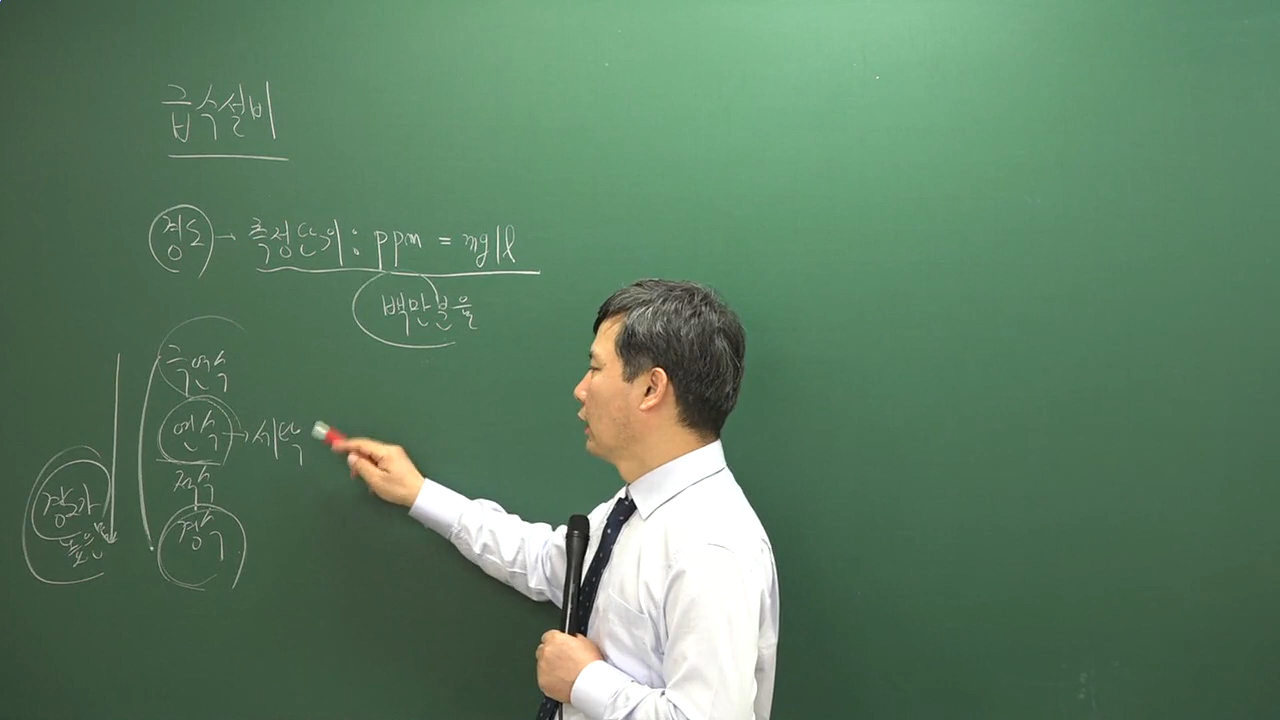 급수설비
경도 → 측정단위 : ppm = mg/l
백만분율
극연수
연수 → 세탁
적수
경수
경도가
높은